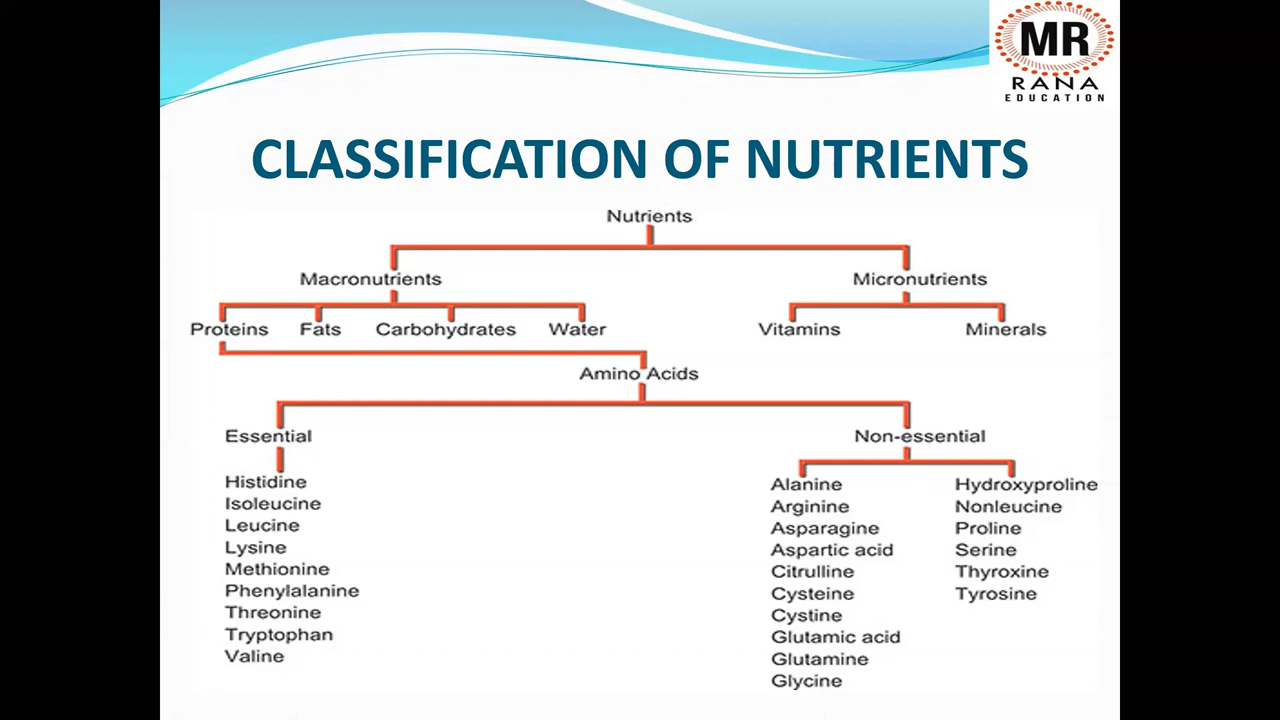 MR
RANA
EDUCATION
CLASSIFICATION OF NUTRIENTS
Nutrients
Macronutrients
Micronutrients
Proteins
Fats
Carbohydrates
Water
Vitamins
Minerals
Amino Acids
Essential
Non-essential
Histidine
Isoleucine
Leucine
Lysine
Methionine
Phenylalanine
Threonine
Tryptophan
Valine
Alanine
Arginine
Asparagine
Aspartic acid
Citrulline
Cysteine
Cystine
Glutamic acid
Glutamine
Glycine
Hydroxyproline
Nonleucine
Proline
Serine
Thyroxine
Tyrosine